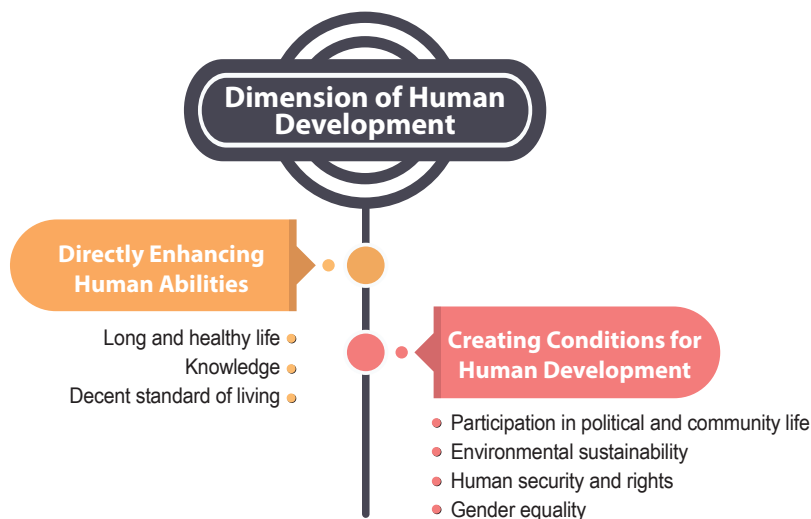 Dimension of Human
Development
Directly Enhancing
Human Abilities
Long and healthy life
Knowledge
Decent standard of living
Creating Conditions for
Human Development
Participation in political and community life
Environmental sustainability
Human security and rights
Gender equality